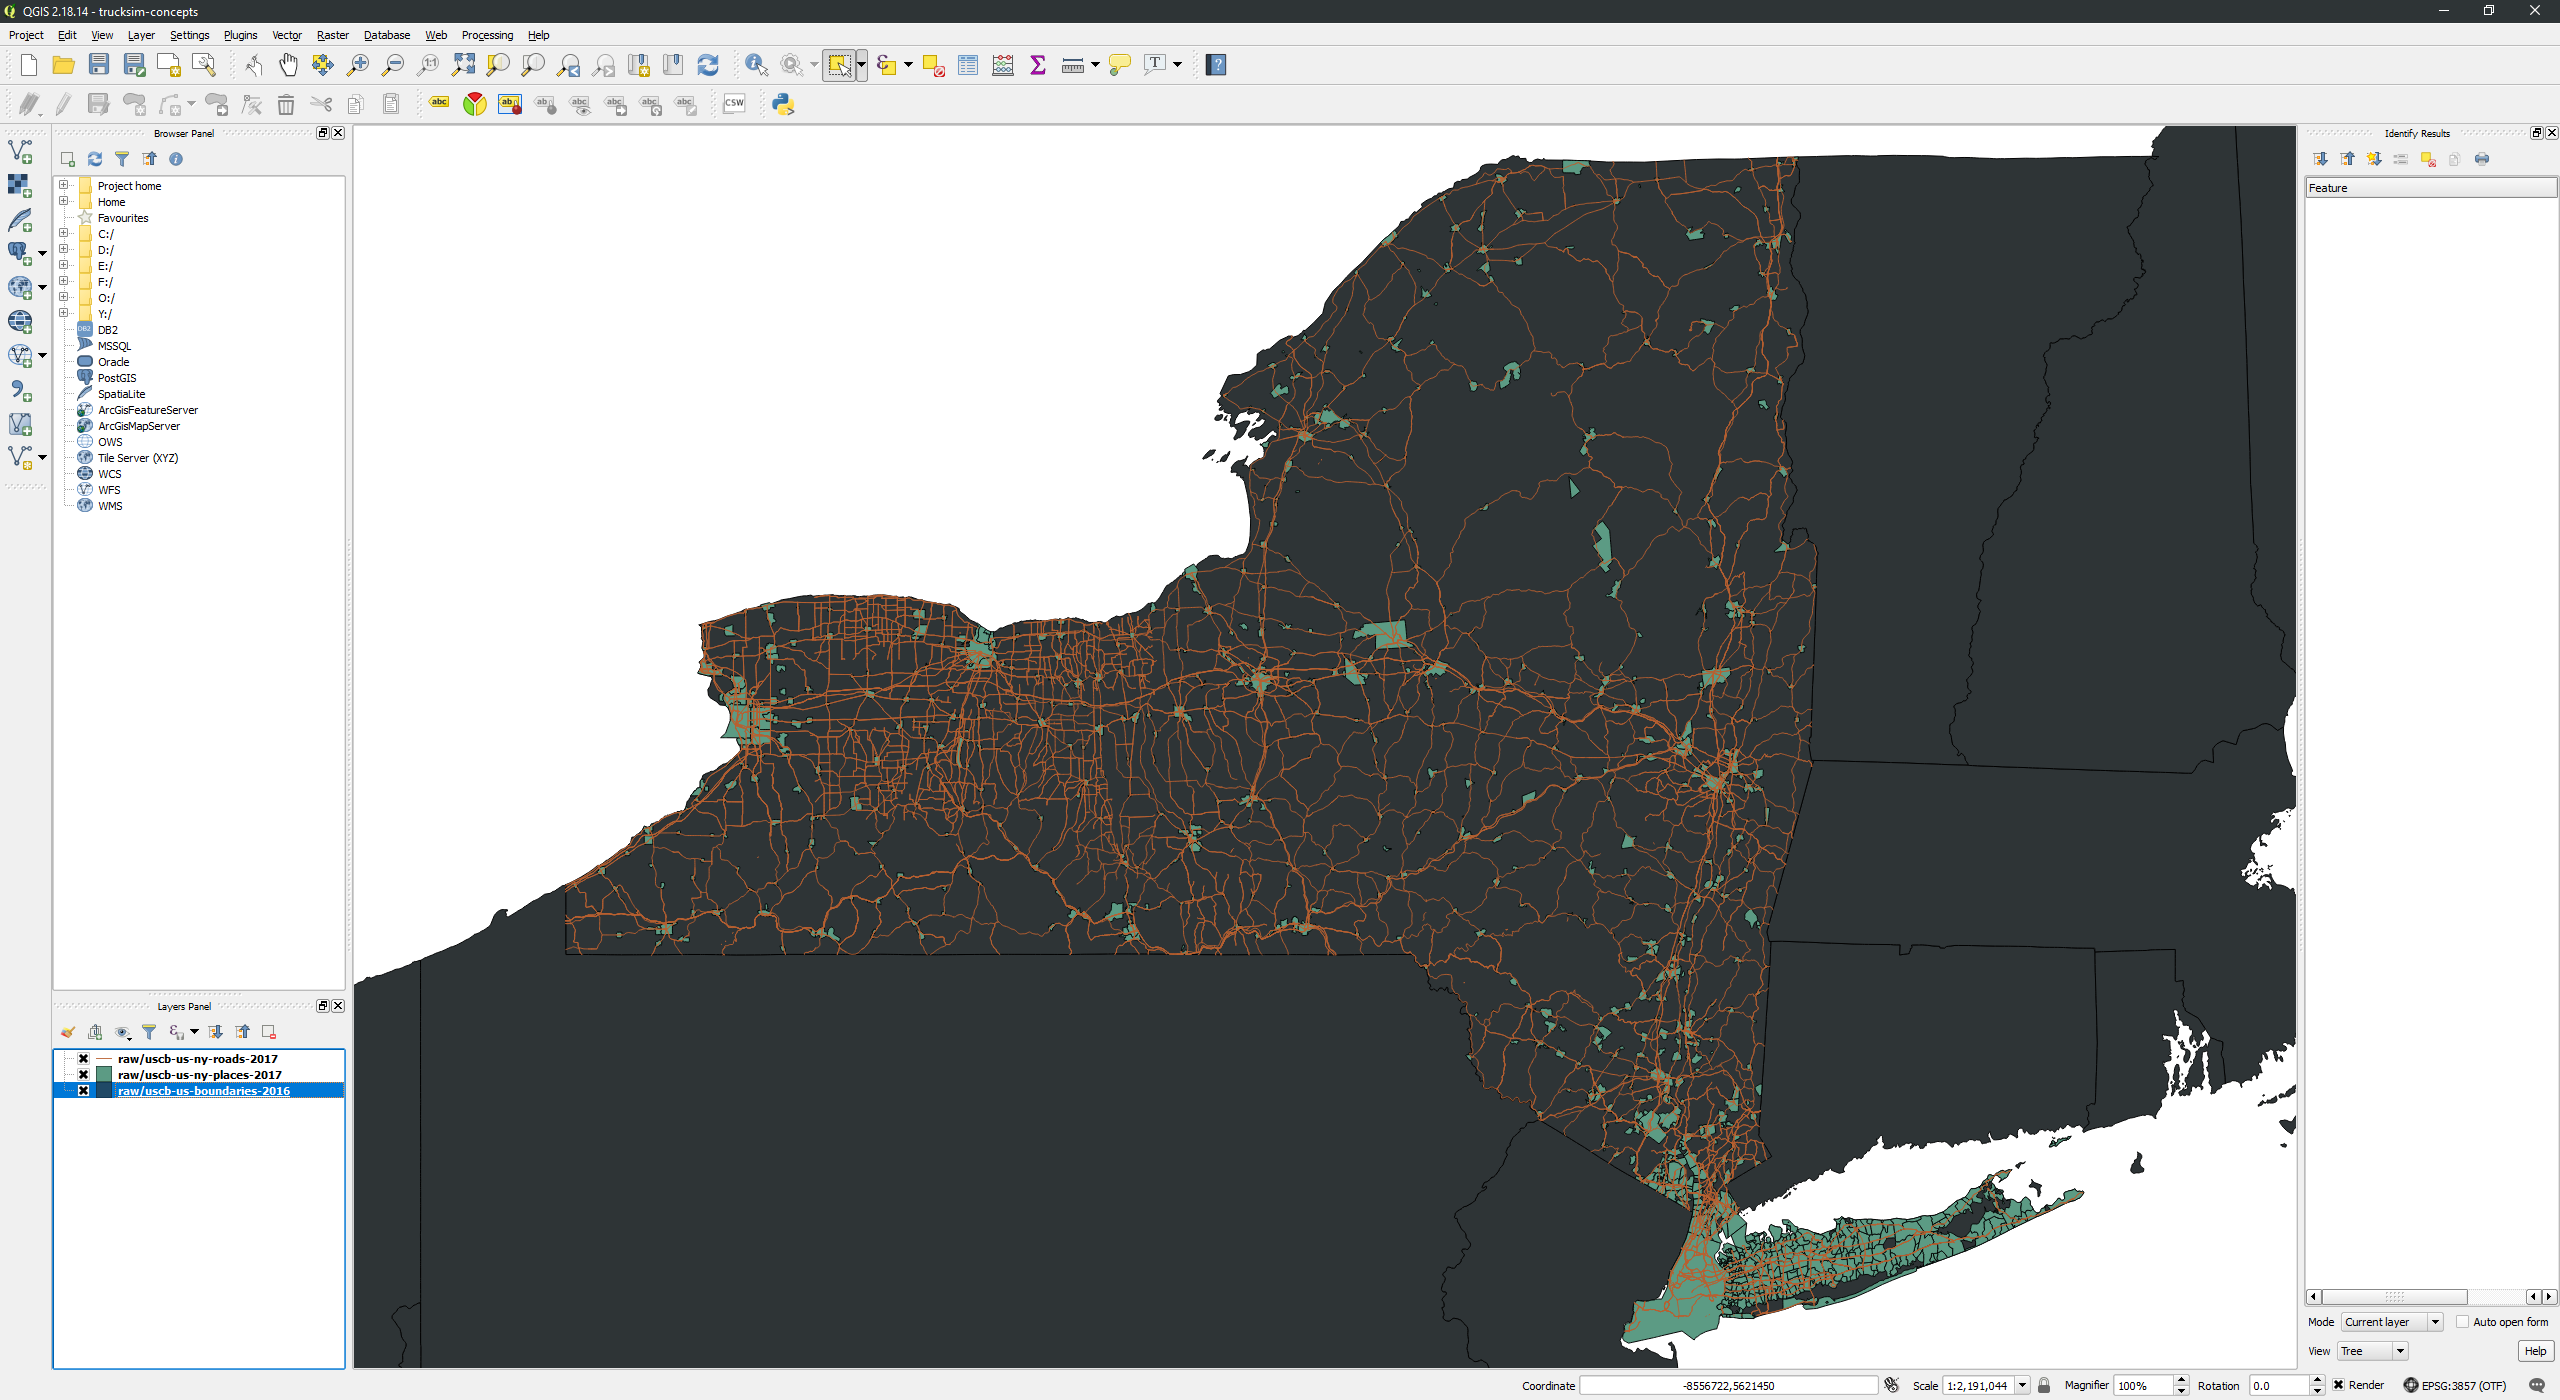 QGIS 2.18.14 - trucksim-concepts
Project Edit View Layer Settings Plugins Vector Raster Database Web Processing Help
Browser Panel
Project home
Home
Favourites
C:/
D:/
E:/
F:/
O:/
Y:/
DB2
MSSQL
Oracle
PostGIS
SpatiaLite
ArcGisFeatureServer
ArcGisMapServer
OWS
Tile Server (XYZ)
WCS
WFS
WMS
Layers Panel
raw/uscb-us-ny-roads-2017
raw/uscb-us-ny-places-2017
raw/uscb-us-boundaries-2016
Identify Results
Feature
Mode Current layer Auto open form
View Tree Help
Coordinate -8556722,5621450 Scale 1:2,191,044 Magnifier 100% Rotation 0.0 Render EPSG:3857 (OTF)